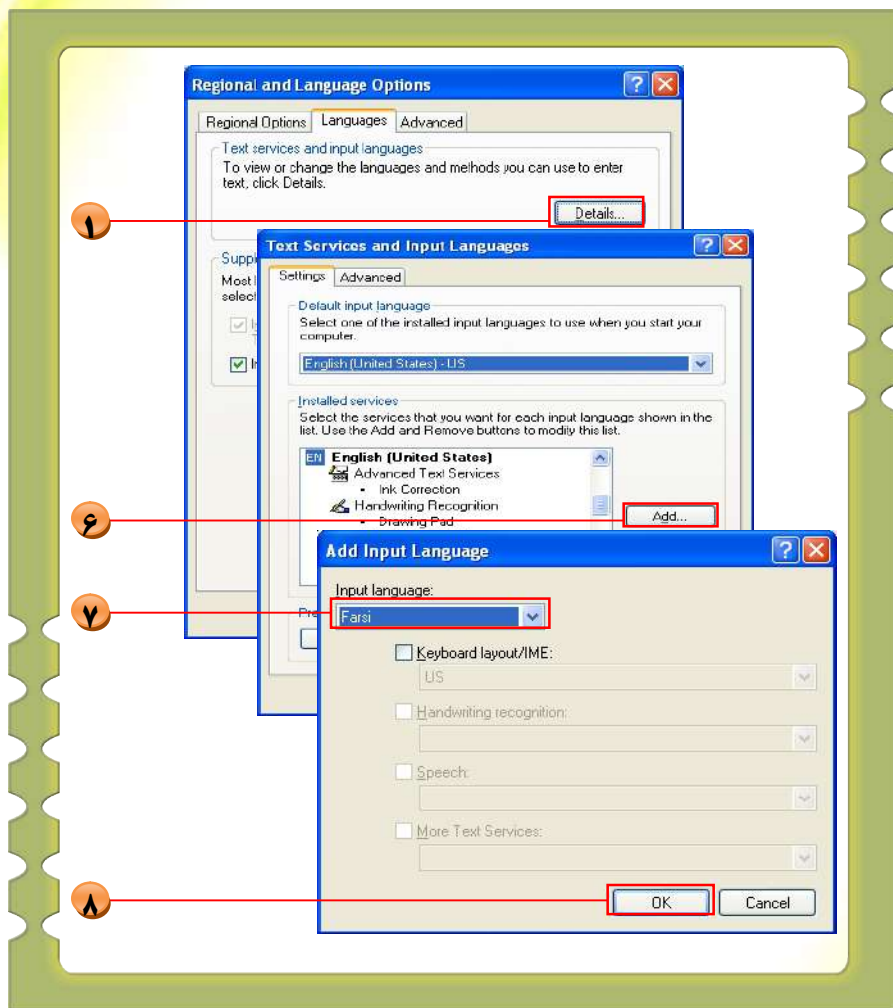 Regional and Language Options
Regional Options Languages Advanced
Text services and input languages
To view or change the languages and methods you can use to enter
text, click Details.
۱
Details...
Text Services and Input Languages
Suppl
Most
select
Settings Advanced
Default input language
Select one of the installed input languages to use when you start your
computer.
English (United States) - US
Installed services
Select the services that you want for each input language shown in the
list. Use the Add and Remove buttons to modify this list.
EN English (United States)
Advanced Text Services
• Ink Correction
Handwriting Recognition
• Drawing Pad
۶
Add...
Add Input Language
Input language:
۷
Pre
Farsi
Keyboard layout/IME:
US
Handwriting recognition:
Speech:
More Text Services:
۸
OK Cancel